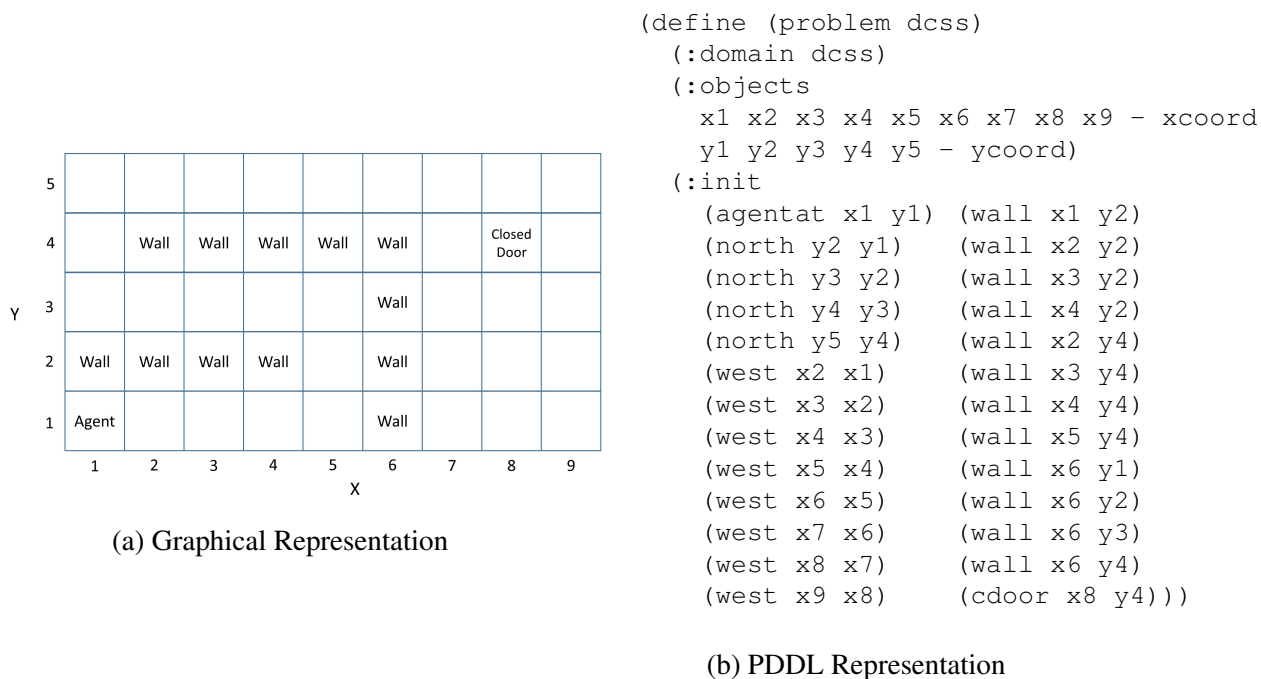 5
4 Wall Wall Wall Wall Wall Closed Door
3 Wall
Y
2 Wall Wall Wall Wall Wall
1 Agent Wall
1 2 3 4 5 6 7 8 9
X
(a) Graphical Representation
(define (problem dcss)
(:domain dcss)
(:objects
x1 x2 x3 x4 x5 x6 x7 x8 x9 – xcoord
y1 y2 y3 y4 y5 – ycoord)
(:init
(agentat x1 y1) (wall x1 y2)
(north y2 y1) (wall x2 y2)
(north y3 y2) (wall x3 y2)
(north y4 y3) (wall x4 y2)
(north y5 y4) (wall x2 y4)
(west x2 x1) (wall x3 y4)
(west x3 x2) (wall x4 y4)
(west x4 x3) (wall x5 y4)
(west x5 x4) (wall x6 y1)
(west x6 x5) (wall x6 y2)
(west x7 x6) (wall x6 y3)
(west x8 x7) (wall x6 y4)
(west x9 x8) (cdoor x8 y4)))
(b) PDDL Representation